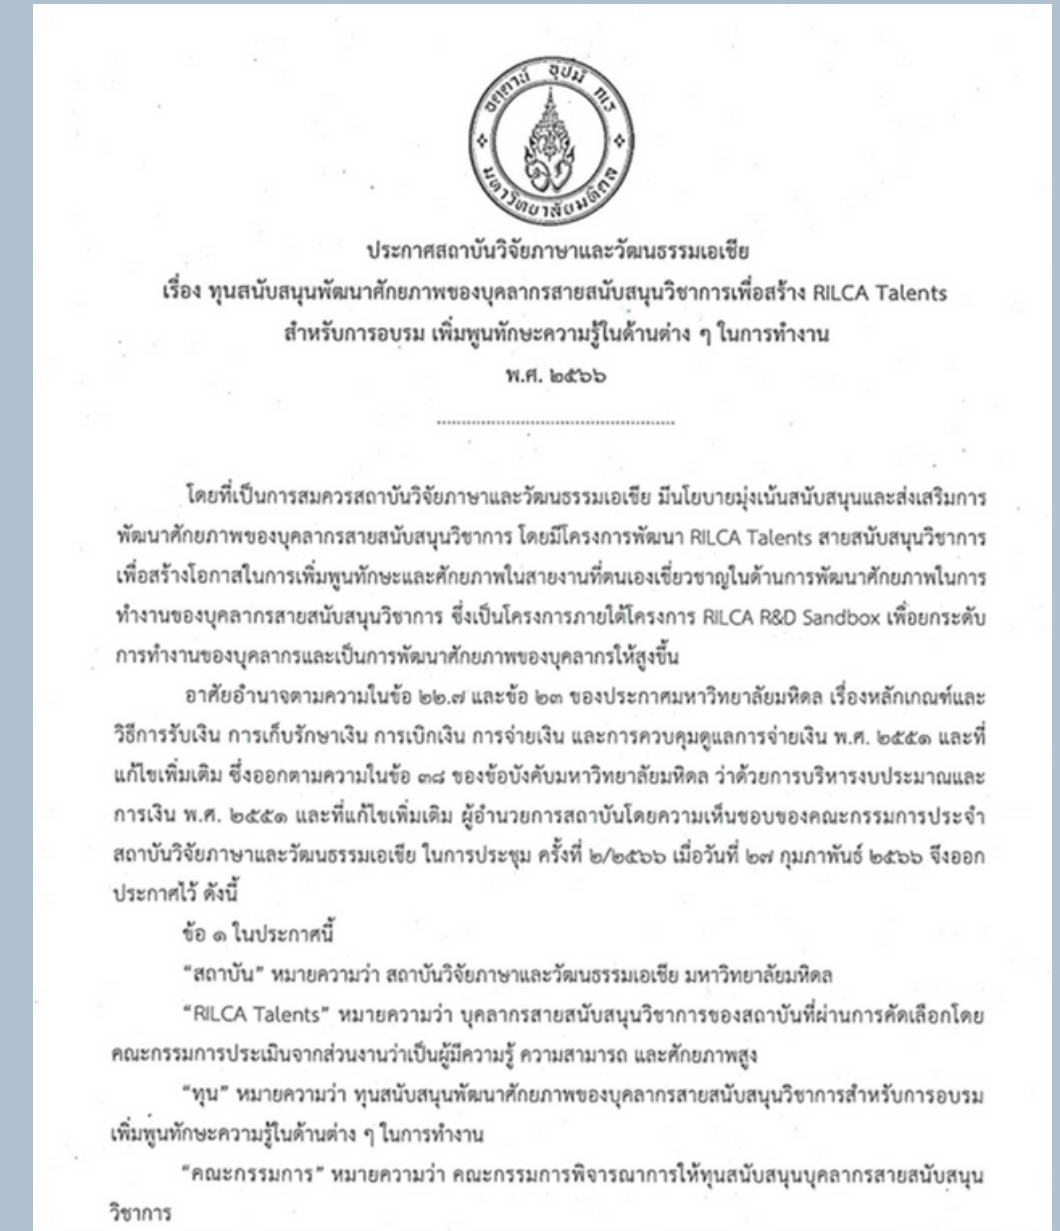 อตฺตานํ อุปมํ กเร
มหาวิทยาลัยมหิดล
ประกาศสถาบันวิจัยภาษาและวัฒนธรรมเอเชีย
เรื่อง ทุนสนับสนุนพัฒนาศักยภาพของบุคลากรสายสนับสนุนวิชาการเพื่อสร้าง RILCA Talents
สำหรับการอบรม เพิ่มพูนทักษะความรู้ในด้านต่าง ๆ ในการทำงาน
พ.ศ. ๒๕๖๖
โดยที่เป็นการสมควรสถาบันวิจัยภาษาและวัฒนธรรมเอเชีย มีนโยบายมุ่งเน้นสนับสนุนและส่งเสริมการ
พัฒนาศักยภาพของบุคลากรสายสนับสนุนวิชาการ โดยมีโครงการพัฒนา RILCA Talents สายสนับสนุนวิชาการ
เพื่อสร้างโอกาสในการเพิ่มพูนทักษะและศักยภาพในสายงานที่ตนเองเชี่ยวชาญในด้านการพัฒนาศักยภาพในการ
ทำงานของบุคลากรสายสนับสนุนวิชาการ ซึ่งเป็นโครงการภายใต้โครงการ RILCA R&D Sandbox เพื่อยกระดับ
การทำงานของบุคลากรและเป็นการพัฒนาศักยภาพของบุคลากรให้สูงขึ้น
อาศัยอำนาจตามความในข้อ ๒๒.๗ และข้อ ๒๓ ของประกาศมหาวิทยาลัยมหิดล เรื่องหลักเกณฑ์และ
วิธีการรับเงิน การเก็บรักษาเงิน การเบิกเงิน การจ่ายเงิน และการควบคุมดูแลการจ่ายเงิน พ.ศ. ๒๕๕๑ และที่
แก้ไขเพิ่มเติม ซึ่งออกตามความในข้อ ๓๘ ของข้อบังคับมหาวิทยาลัยมหิดล ว่าด้วยการบริหารงบประมาณและ
การเงิน พ.ศ. ๒๕๕๑ และที่แก้ไขเพิ่มเติม ผู้อำนวยการสถาบันโดยความเห็นชอบของคณะกรรมการประจำ
สถาบันวิจัยภาษาและวัฒนธรรมเอเชีย ในการประชุม ครั้งที่ ๒/๒๕๖๖ เมื่อวันที่ ๒๗ กุมภาพันธ์ ๒๕๖๖ จึงออก
ประกาศไว้ ดังนี้
ข้อ ๑ ในประกาศนี้
“สถาบัน” หมายความว่า สถาบันวิจัยภาษาและวัฒนธรรมเอเชีย มหาวิทยาลัยมหิดล
“RILCA Talents” หมายความว่า บุคลากรสายสนับสนุนวิชาการของสถาบันที่ผ่านการคัดเลือกโดย
คณะกรรมการประเมินจากส่วนงานว่าเป็นผู้มีความรู้ ความสามารถ และศักยภาพสูง
“ทุน” หมายความว่า ทุนสนับสนุนพัฒนาศักยภาพของบุคลากรสายสนับสนุนวิชาการสำหรับการอบรม
เพิ่มพูนทักษะความรู้ในด้านต่าง ๆ ในการทำงาน
“คณะกรรมการ” หมายความว่า คณะกรรมการพิจารณาการให้ทุนสนับสนุนบุคลากรสายสนับสนุน
วิชาการ